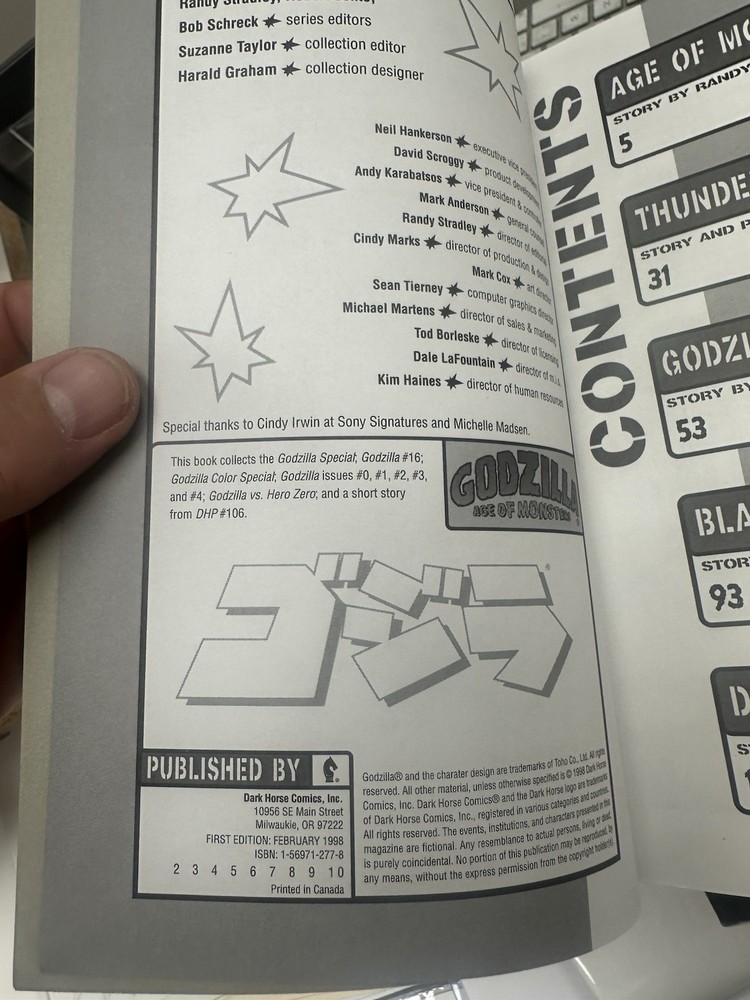 Bob Schreck series editors
Suzanne Taylor collection editor
Harald Graham collection designer
Neil Hankerson executive vice
David Scroggy product
Andy Karabatsos vice president &
Mark Anderson general
Randy Stradley director of
Cindy Marks director of production &
Mark Cox art
Sean Tierney computer graphics
Michael Martens director of sales &
Tod Borleske director of licensing
Dale LaFountain director of m.i.s.
Kim Haines director of human resources
Special thanks to Cindy Irwin at Sony Signatures and Michelle Madsen.
This book collects the Godzilla Special; Godzilla #16;
Godzilla Color Special; Godzilla issues #0, #1, #2, #3,
and #4; Godzilla vs. Hero Zero; and a short story
from DHP #106.
GODZILLA
AGE OF MONSTERS
ゴジラ
PUBLISHED BY
Dark Horse Comics, Inc.
10956 SE Main Street
Milwaukie, OR 97222
FIRST EDITION: FEBRUARY 1998
ISBN: 1-56971-277-8
2 3 4 5 6 7 8 9 10
Printed in Canada
Godzilla® and the charater design are trademarks of Toho Co., Ltd. All rights
reserved. All other material, unless otherwise specified is © 1998 Dark Horse
Comics, Inc. Dark Horse Comics® and the Dark Horse logo are trademarks
of Dark Horse Comics, Inc., registered in various categories and countries.
All rights reserved. The events, institutions, and characters presented in this
magazine are fictional. Any resemblance to actual persons, living or dead,
is purely coincidental. No portion of this publication may be reproduced, by
any means, without the express permission from the copyright holder(s).
CONTENTS
AGE OF MO
STORY BY RANDY
5
THUNDE
STORY AND P
31
GODZI
STORY BY
53
BLA
STOR
93
D
S